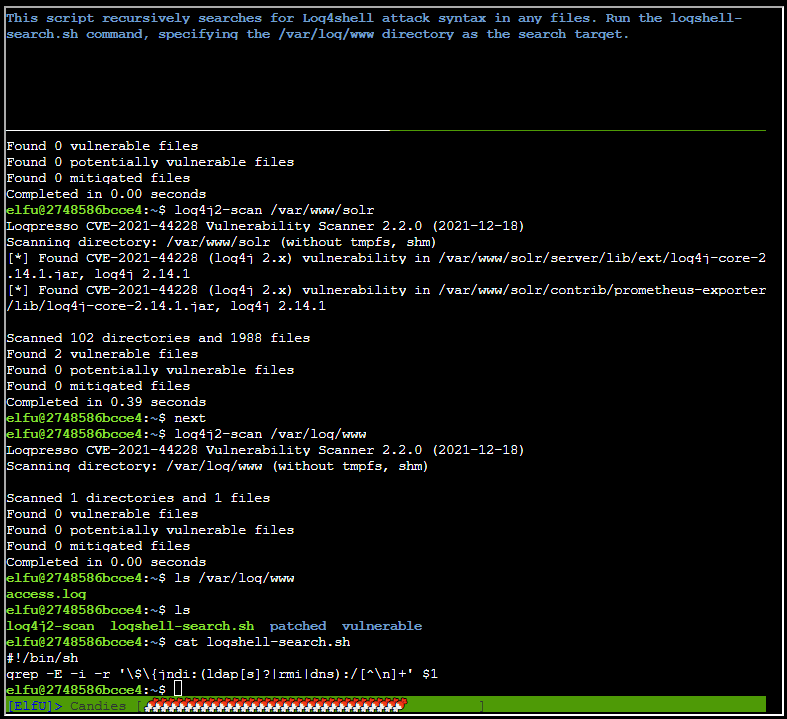 This script recursively searches for Log4shell attack syntax in any files. Run the logshell-
search.sh command, specifying the /var/log/www directory as the search target.
Found 0 vulnerable files
Found 0 potentially vulnerable files
Found 0 mitigated files
Completed in 0.00 seconds
elfu@2748586bcce4:~$ log4j2-scan /var/www/solr
Logpresso CVE-2021-44228 Vulnerability Scanner 2.2.0 (2021-12-18)
Scanning directory: /var/www/solr (without tmpfs, shm)
[*] Found CVE-2021-44228 (log4j 2.x) vulnerability in /var/www/solr/server/lib/ext/log4j-core-2
.14.1.jar, log4j 2.14.1
[*] Found CVE-2021-44228 (log4j 2.x) vulnerability in /var/www/solr/contrib/prometheus-exporter
/lib/log4j-core-2.14.1.jar, log4j 2.14.1
Scanned 102 directories and 1988 files
Found 2 vulnerable files
Found 0 potentially vulnerable files
Found 0 mitigated files
Completed in 0.39 seconds
elfu@2748586bcce4:~$ next
elfu@2748586bcce4:~$ log4j2-scan /var/log/www
Logpresso CVE-2021-44228 Vulnerability Scanner 2.2.0 (2021-12-18)
Scanning directory: /var/log/www (without tmpfs, shm)
Scanned 1 directories and 1 files
Found 0 vulnerable files
Found 0 potentially vulnerable files
Found 0 mitigated files
Completed in 0.00 seconds
elfu@2748586bcce4:~$ ls /var/log/www
access.log
elfu@2748586bcce4:~$ ls
log4j2-scan  logshell-search.sh  patched  vulnerable
elfu@2748586bcce4:~$ cat logshell-search.sh
#!/bin/sh
grep -E -i -r '\$\{jndi:(ldap[s]?|rmi|dns):/[^\n]+' $1
elfu@2748586bcce4:~$
[ElfU]> Candies [ ]